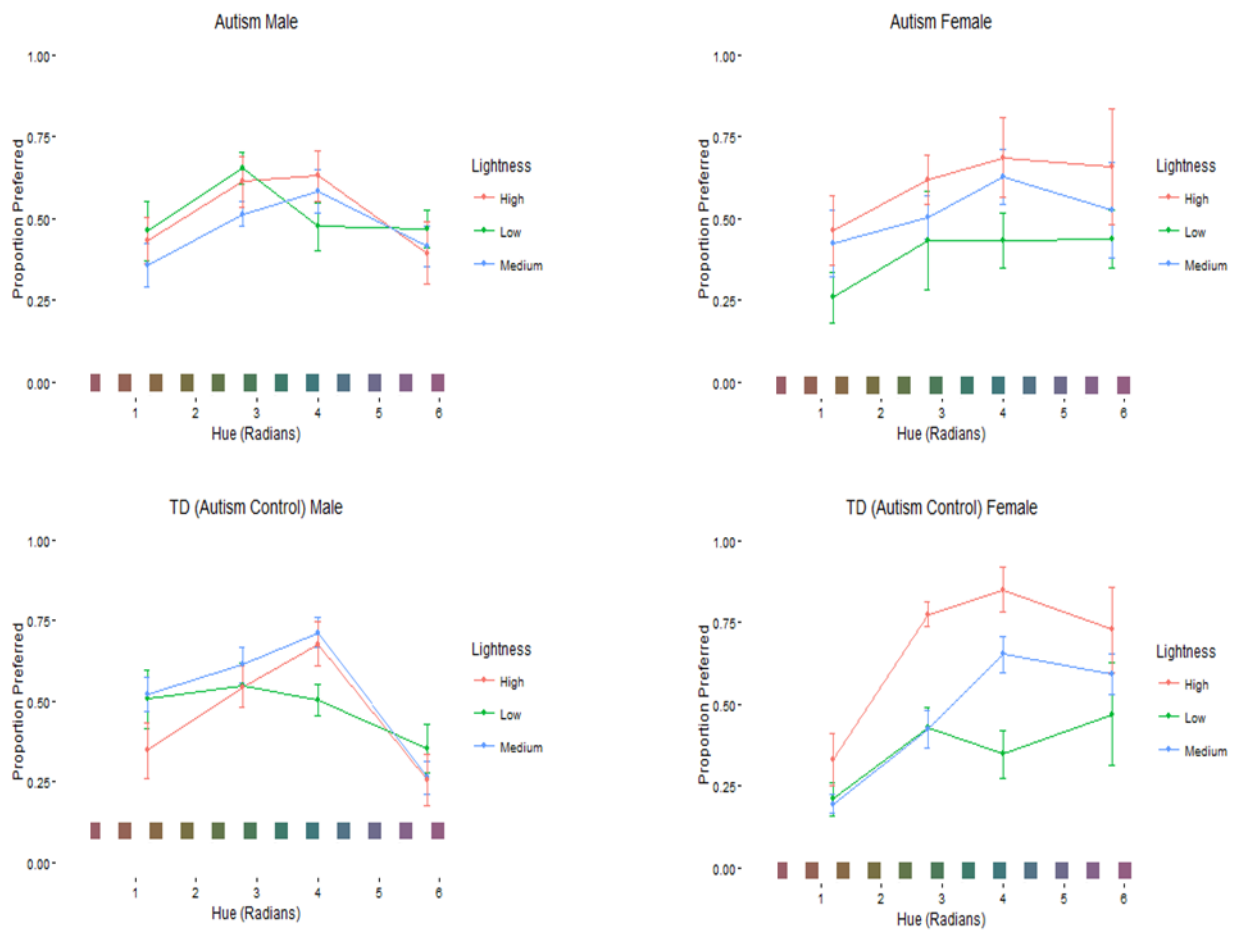 Autism Male
1.00
0.75
0.50
0.25
0.00
Proportion Preferred
1 2 3 4 5 6
Hue (Radians)
Lightness
High
Low
Medium
Autism Female
1.00
0.75
0.50
0.25
0.00
Proportion Preferred
1 2 3 4 5 6
Hue (Radians)
Lightness
High
Low
Medium
TD (Autism Control) Male
1.00
0.75
0.50
0.25
0.00
Proportion Preferred
1 2 3 4 5 6
Hue (Radians)
Lightness
High
Low
Medium
TD (Autism Control) Female
1.00
0.75
0.50
0.25
0.00
Proportion Preferred
1 2 3 4 5 6
Hue (Radians)
Lightness
High
Low
Medium